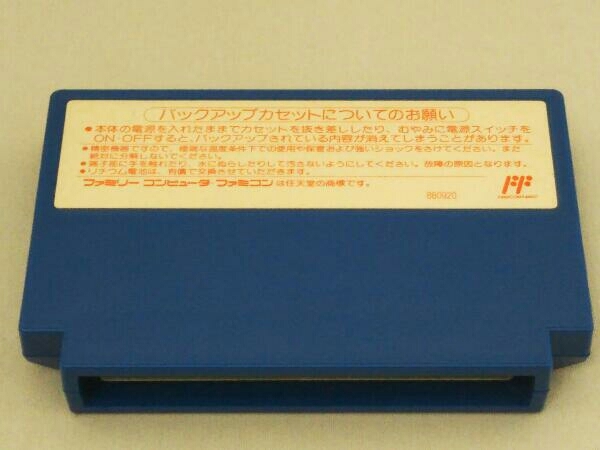 バックアップカセットについてのお願い
●本体の電源を入れたままでカセットを抜き差ししたり、むやみに電源スイッチを
ON-OFFすると、バックアップされている内容が消えてしまうことがあります。
●精密機器ですので、極端な温度条件下での使用や保管および強いショックをさけてください。また
絶対に分解しないでください。
●端子部に手を触れたり、水にぬらしたりして汚さないようにしてください。故障の原因となります。
●リチウム電池は、有償で交換させていただきます。
ファミリーコンピュータ・ファミコンは任天堂の商標です。
880920